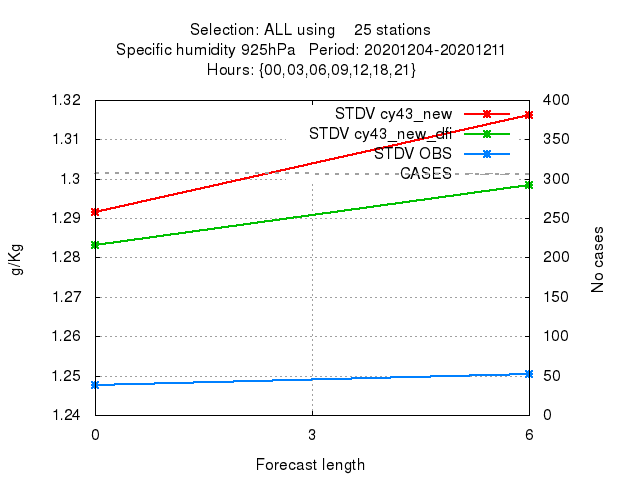 Selection: ALL using    25 stations
Specific humidity 925hPa   Period: 20201204-20201211
Hours: {00,03,06,09,12,18,21}
STDV cy43_new
STDV cy43_new_dfi
STDV OBS
CASES
1.32
1.31
1.3
1.29
1.28
1.27
1.26
1.25
1.24
g/Kg
400
350
300
250
200
150
100
50
0
No cases
0 3 6
Forecast length